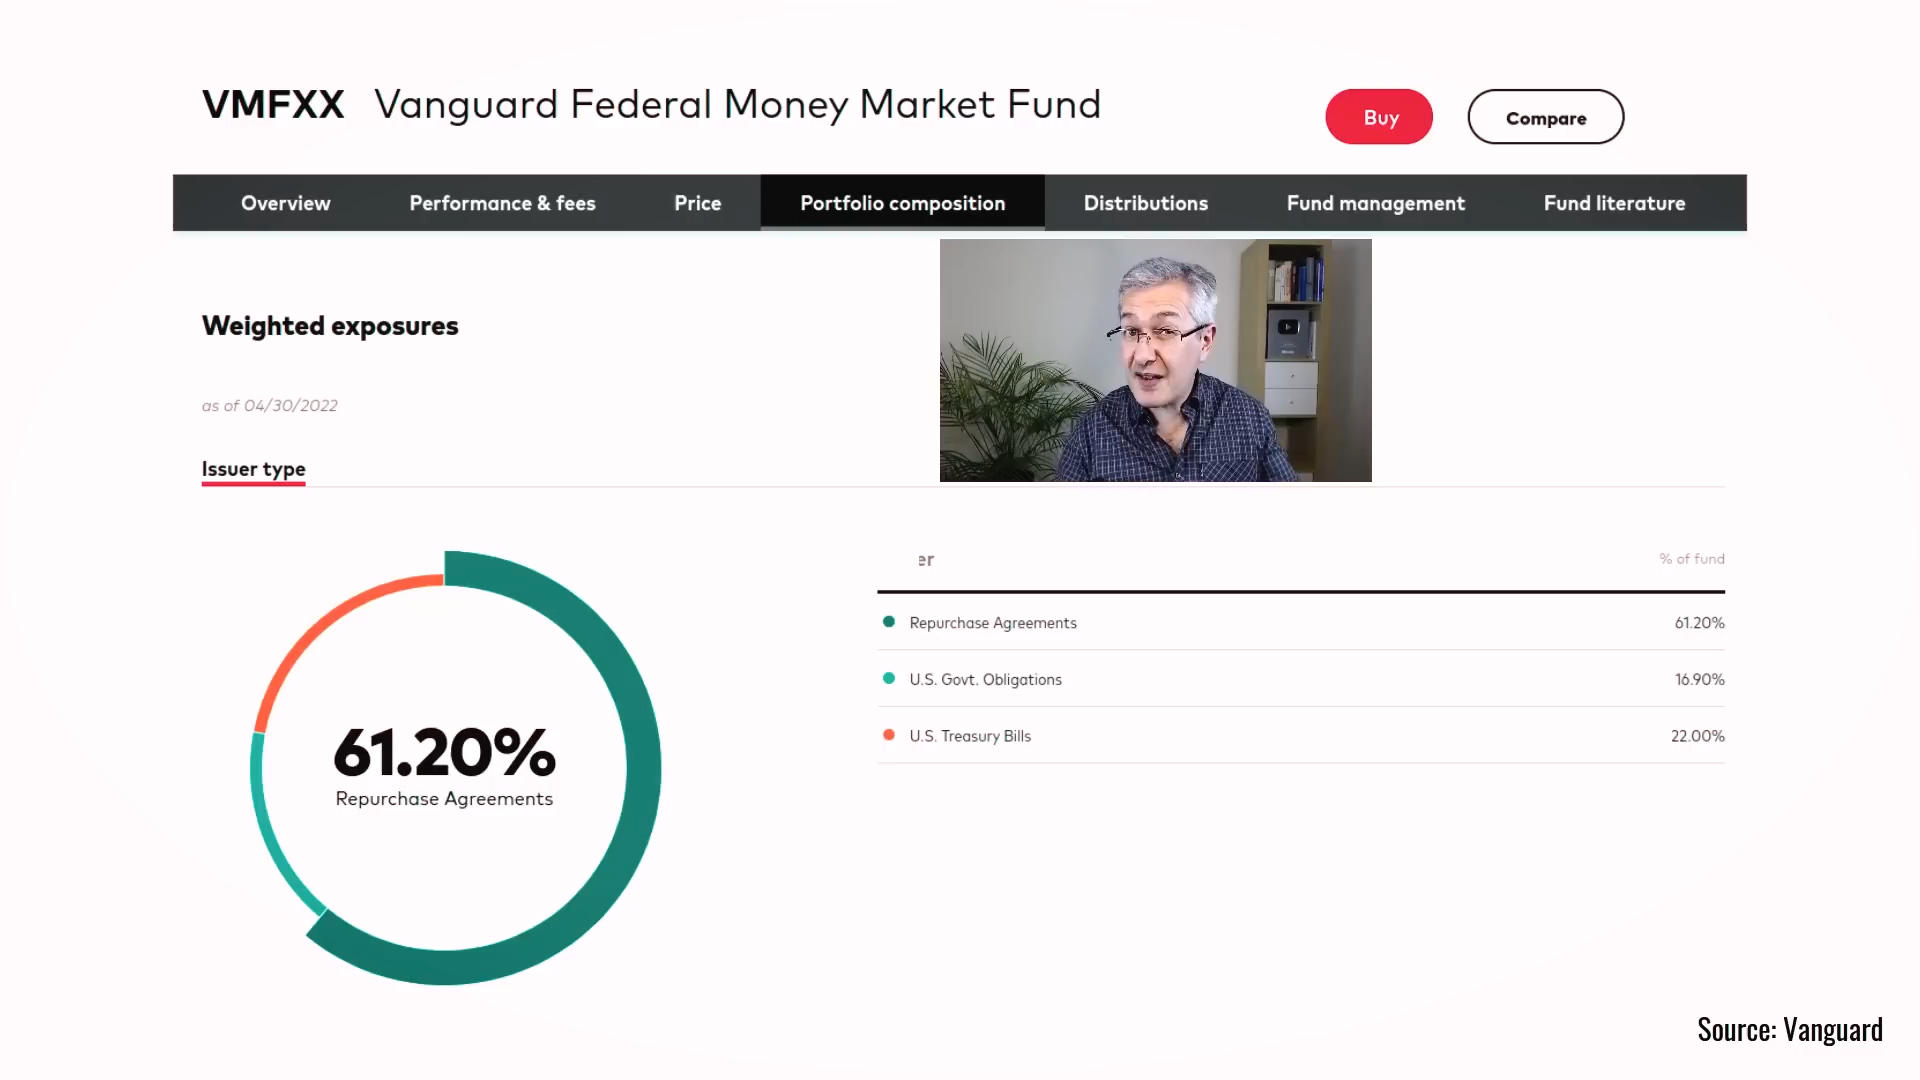 VMFXX Vanguard Federal Money Market Fund
Buy
Compare
Overview Performance & fees Price Portfolio composition Distributions Fund management Fund literature
Weighted exposures
as of 04/30/2022
Issuer type
er % of fund
Repurchase Agreements 61.20%
U.S. Govt. Obligations 16.90%
U.S. Treasury Bills 22.00%
61.20%
Repurchase Agreements
Source: Vanguard